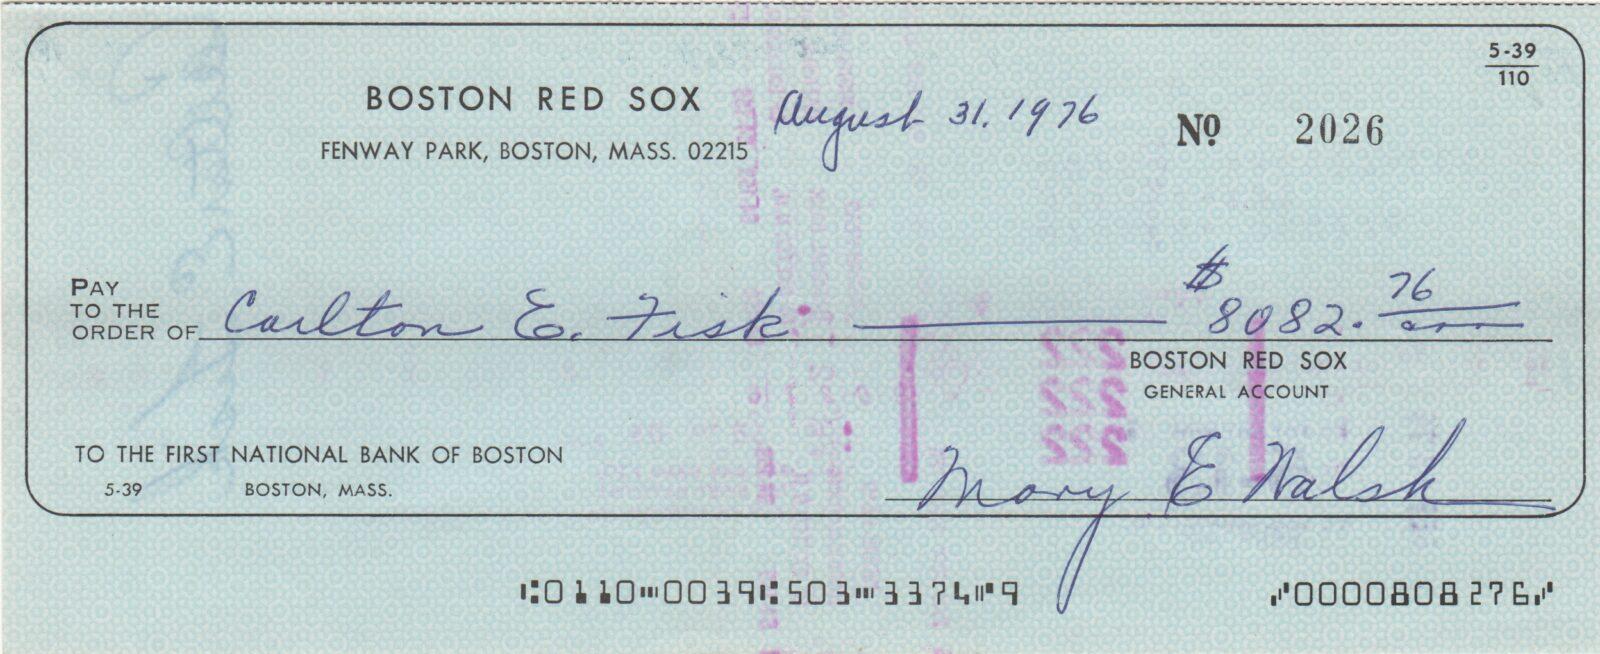 5-39
110
BOSTON RED SOX
August 31, 1976
FENWAY PARK, BOSTON, MASS. 02215
Nº 2026
PAY
TO THE
ORDER OF Carlton E. Fisk $ 8082. 76
BOSTON RED SOX
GENERAL ACCOUNT
TO THE FIRST NATIONAL BANK OF BOSTON
5-39 BOSTON, MASS.
Mary E Walsh
⑆0110⑉0039⑆503⑉3374⑈9 ⑇0000808276⑇